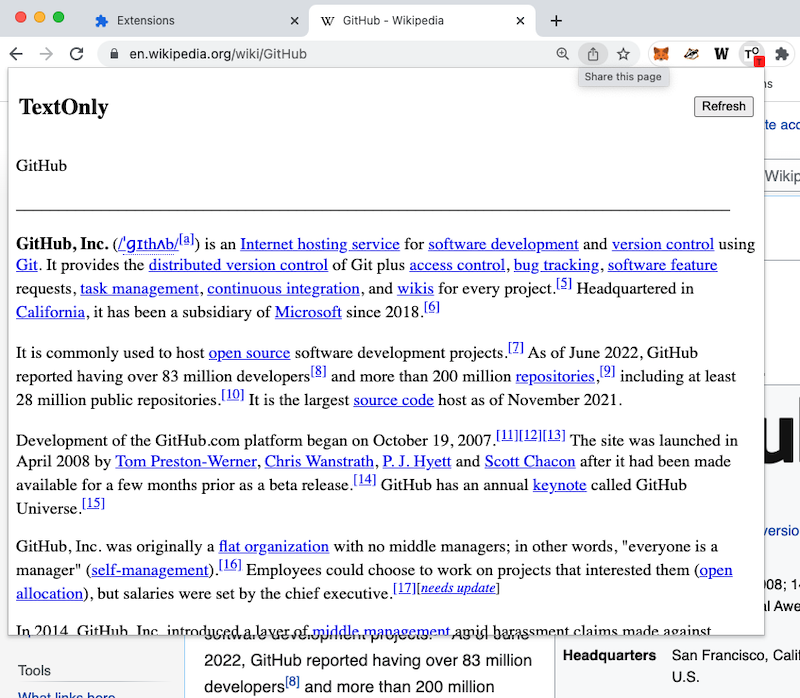 Extensions
GitHub - Wikipedia
en.wikipedia.org/wiki/GitHub
Share this page
TextOnly
Refresh
GitHub
GitHub, Inc. (/ˈɡɪthʌb/[a]) is an Internet hosting service for software development and version control using
Git. It provides the distributed version control of Git plus access control, bug tracking, software feature
requests, task management, continuous integration, and wikis for every project.[5] Headquartered in
California, it has been a subsidiary of Microsoft since 2018.[6]
It is commonly used to host open source software development projects.[7] As of June 2022, GitHub
reported having over 83 million developers[8] and more than 200 million repositories,[9] including at least
28 million public repositories.[10] It is the largest source code host as of November 2021.
Development of the GitHub.com platform began on October 19, 2007.[11][12][13] The site was launched in
April 2008 by Tom Preston-Werner, Chris Wanstrath, P. J. Hyett and Scott Chacon after it had been made
available for a few months prior as a beta release.[14] GitHub has an annual keynote called GitHub
Universe.[15]
GitHub, Inc. was originally a flat organization with no middle managers; in other words, "everyone is a
manager" (self-management).[16] Employees could choose to work on projects that interested them (open
allocation), but salaries were set by the chief executive.[17][needs update]
In 2014, GitHub, Inc. introduced a layer of middle management amid harassment claims made against
software development projects.[7] As of June
2022, GitHub reported having over 83 million
developers[8] and more than 200 million
Tools
What links here
Headquarters San Francisco, Calif
U.S.